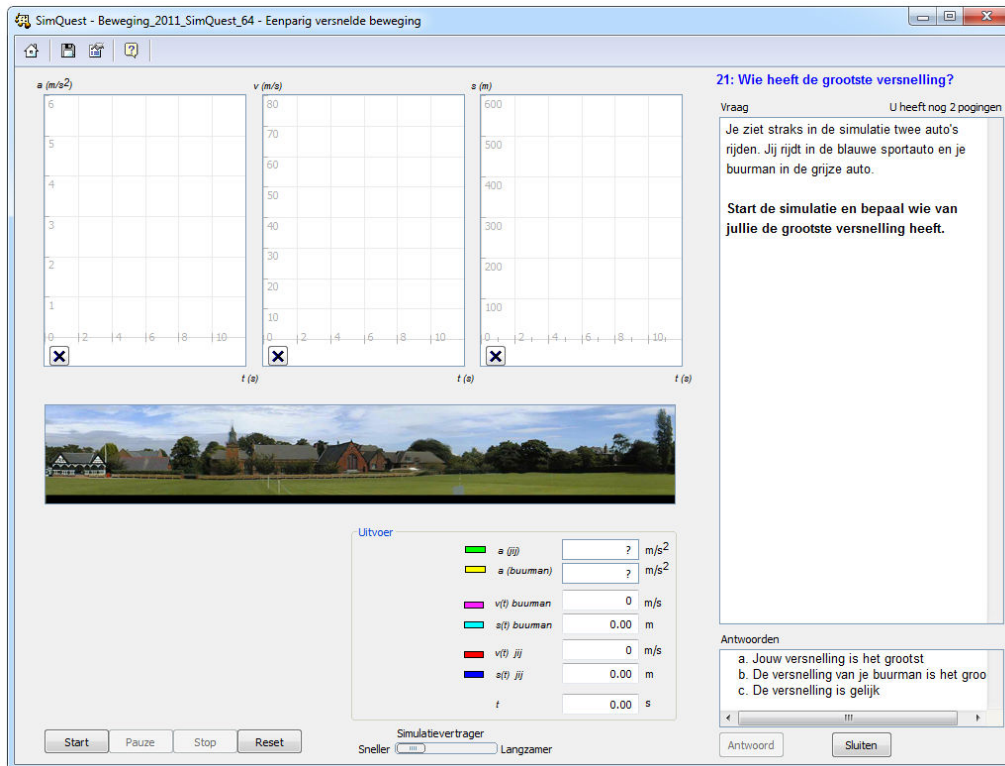 SimQuest - Beweging_2011_SimQuest_64 - Eenparig versnelde beweging
a (m/s2)
6
5
4
3
2
1
0 2 4 6 8 10
t (s)
v (m/s)
80
70
60
50
40
30
20
10
0 2 4 6 8 10
t (s)
s (m)
600
500
400
300
200
100
0 2 4 6 8 10
t (s)
Uitvoer
a (jij) ? m/s2
a (buurman) ? m/s2
v(t) buurman 0 m/s
s(t) buurman 0.00 m
v(t) jij 0 m/s
s(t) jij 0.00 m
t 0.00 s
Start Pauze Stop Reset
Simulatievertrager
Sneller Langzamer
21: Wie heeft de grootste versnelling?
Vraag U heeft nog 2 pogingen
Je ziet straks in de simulatie twee auto's
rijden. Jij rijdt in de blauwe sportauto en je
buurman in de grijze auto.
Start de simulatie en bepaal wie van
jullie de grootste versnelling heeft.
Antwoorden
a. Jouw versnelling is het grootst
b. De versnelling van je buurman is het groo
c. De versnelling is gelijk
Antwoord Sluiten